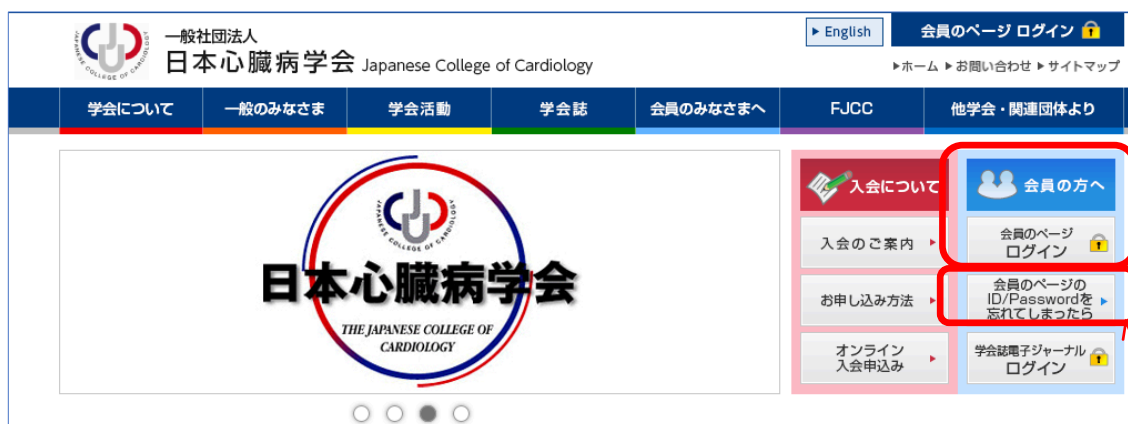 English
会員のページ ログイン
一般社団法人
日本心臓病学会 Japanese College of Cardiology
ホーム お問い合わせ サイトマップ
学会について 一般のみなさま 学会活動 学会誌 会員のみなさまへ FJCC 他学会・関連団体より
JAPANESE COLLEGE OF CARDIOLOGY
日本心臓病学会
THE JAPANESE COLLEGE OF
CARDIOLOGY
入会について
入会のご案内
お申し込み方法
オンライン
入会申込み
会員の方へ
会員のページ
ログイン
会員のページの
ID/Passwordを
忘れてしまったら
学会誌電子ジャーナル
ログイン